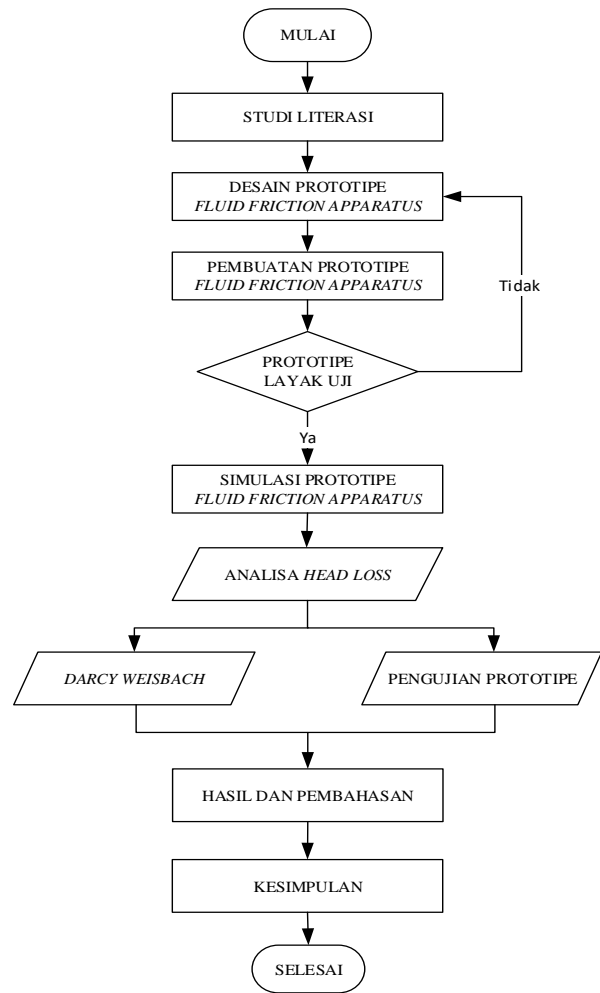 MULAI
STUDI LITERASI
DESAIN PROTOTIPE
FLUID FRICTION APPARATUS
PEMBUATAN PROTOTIPE
FLUID FRICTION APPARATUS
Tidak
PROTOTIPE
LAYAK UJI
Ya
SIMULASI PROTOTIPE
FLUID FRICTION APPARATUS
ANALISA HEAD LOSS
DARCY WEISBACH
PENGUJIAN PROTOTIPE
HASIL DAN PEMBAHASAN
KESIMPULAN
SELESAI